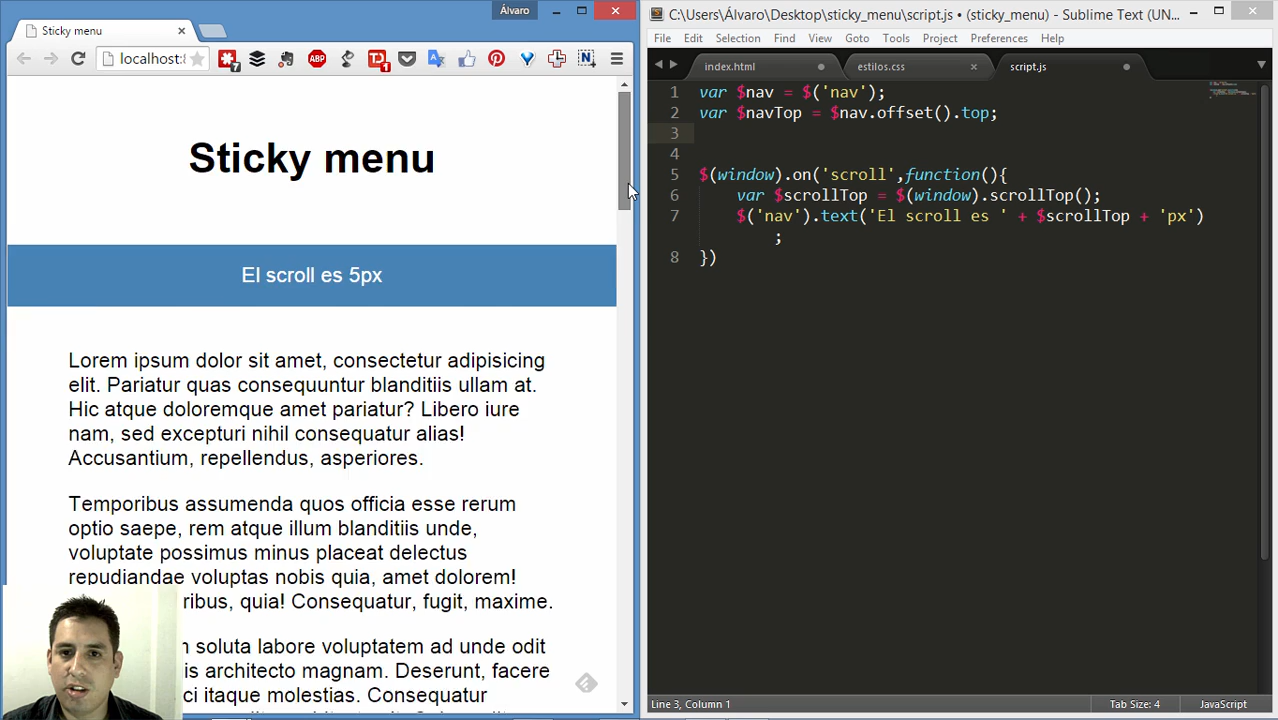 Álvaro
Sticky menu
localhost:8
7
ABP
1
Sticky menu
El scroll es 5px
Lorem ipsum dolor sit amet, consectetur adipisicing
elit. Pariatur quas consequuntur blanditiis ullam at.
Hic atque doloremque amet pariatur? Libero iure
nam, sed excepturi nihil consequatur alias!
Accusantium, repellendus, asperiores.
Temporibus assumenda quos officia esse rerum
optio saepe, rem atque illum blanditiis unde,
voluptate possimus minus placeat delectus
repudiandae voluptas nobis quia, amet dolorem!
ribus, quia! Consequatur, fugit, maxime.
soluta labore voluptatem ad unde odit
is architecto magnam. Deserunt, facere
ci itaque molestias. Consequatur
C:\Users\Álvaro\Desktop\sticky_menu\script.js • (sticky_menu) - Sublime Text (UN...
File Edit Selection Find View Goto Tools Project Preferences Help
index.html estilos.css script.js
1 var $nav = $('nav');
2 var $navTop = $nav.offset().top;
3
4
5 $(window).on('scroll',function(){
6 var $scrollTop = $(window).scrollTop();
7 $('nav').text('El scroll es ' + $scrollTop + 'px')
;
8 })
Line 3, Column 1 Tab Size: 4 JavaScript